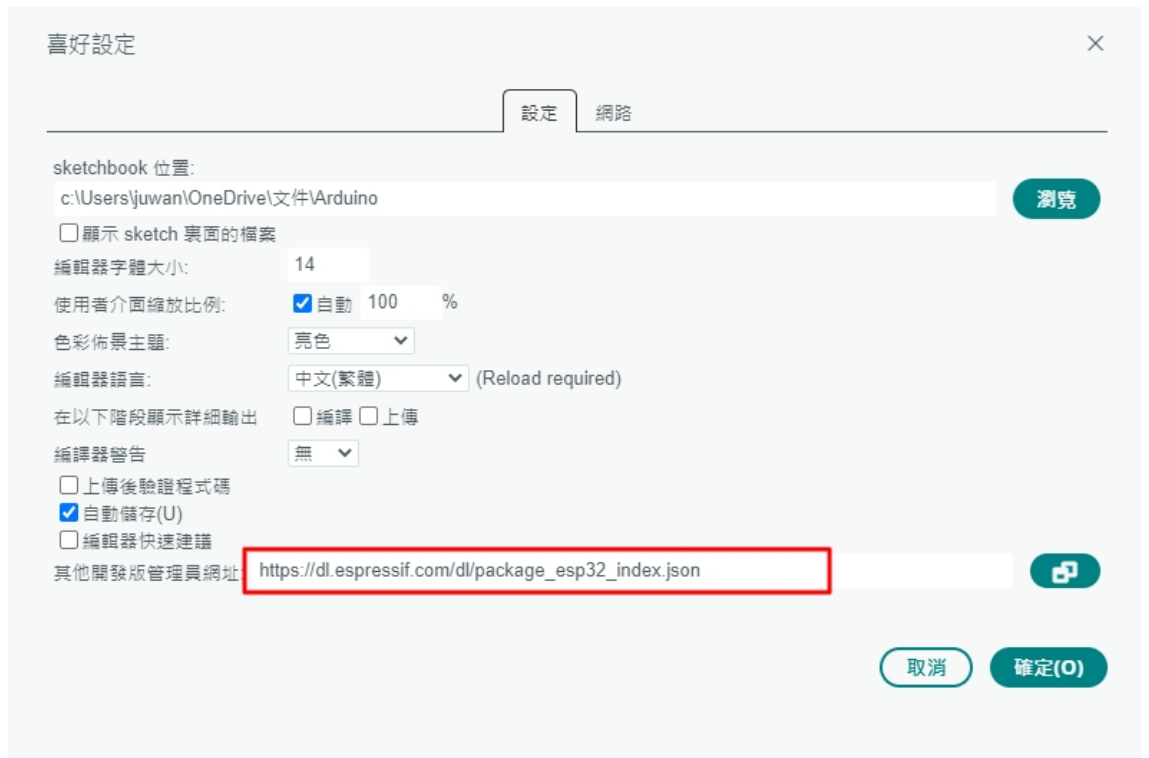 喜好設定
設定 網路
sketchbook 位置:
c:\Users\juwan\OneDrive\文件\Arduino 瀏覽
顯示 sketch 裏面的檔案
編輯器字體大小: 14
使用者介面縮放比例: 自動 100 %
色彩佈景主題: 亮色
編輯器語言: 中文(繁體) (Reload required)
在以下階段顯示詳細輸出 編譯 上傳
編譯器警告 無
上傳後驗證程式碼
自動儲存(U)
編輯器快速建議
其他開發版管理員網址: https://dl.espressif.com/dl/package_esp32_index.json
取消 確定(O)